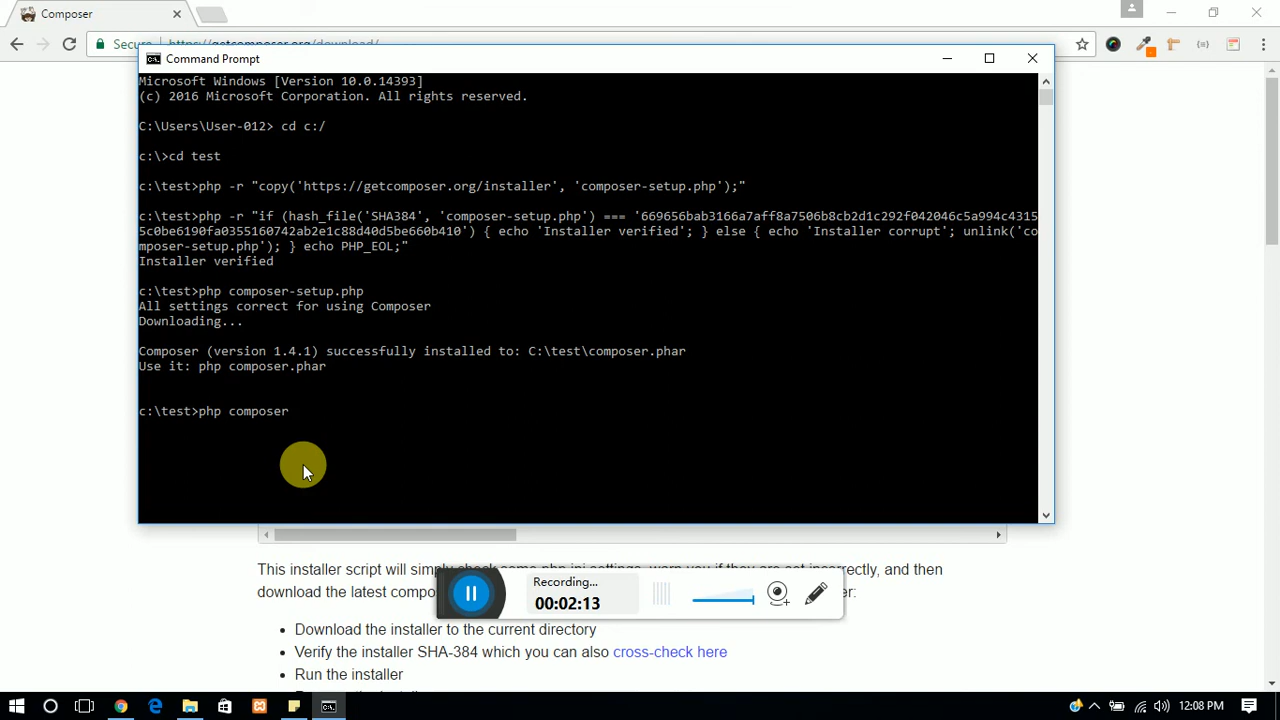 Composer
Secure
https://getcomposer.org/download/
Command Prompt
Microsoft Windows [Version 10.0.14393]
(c) 2016 Microsoft Corporation. All rights reserved.
C:\Users\User-012> cd c:/
c:\>cd test
c:\test>php -r "copy('https://getcomposer.org/installer', 'composer-setup.php');"
c:\test>php -r "if (hash_file('SHA384', 'composer-setup.php') === '669656bab3166a7aff8a7506b8cb2d1c292f042046c5a994c4315
5c0be6190fa0355160742ab2e1c88d40d5be660b410') { echo 'Installer verified'; } else { echo 'Installer corrupt'; unlink('co
mposer-setup.php'); } echo PHP_EOL;"
Installer verified
c:\test>php composer-setup.php
All settings correct for using Composer
Downloading...
Composer (version 1.4.1) successfully installed to: C:\test\composer.phar
Use it: php composer.phar
c:\test>php composer
This installer script will simply check some php.ini settings, warn you if they are set incorrectly, and then
download the latest compo
er:
Recording...
00:02:13
• Download the installer to the current directory
• Verify the installer SHA-384 which you can also cross-check here
• Run the installer
12:08 PM